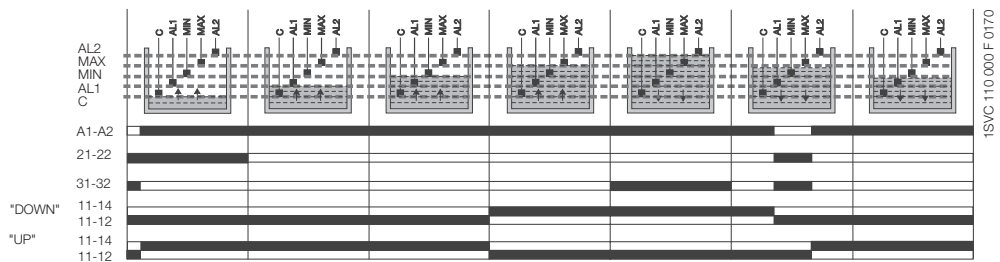 C AL1 MIN MAX AL2 C AL1 MIN MAX AL2 C AL1 MIN MAX AL2 C AL1 MIN MAX AL2 C AL1 MIN MAX AL2 C AL1 MIN MAX AL2 C AL1 MIN MAX AL2
AL2
MAX
MIN
AL1
C
A1-A2
21-22
31-32
"DOWN" 11-14
11-12
"UP" 11-14
11-12
1SVC 110 000 F 0170